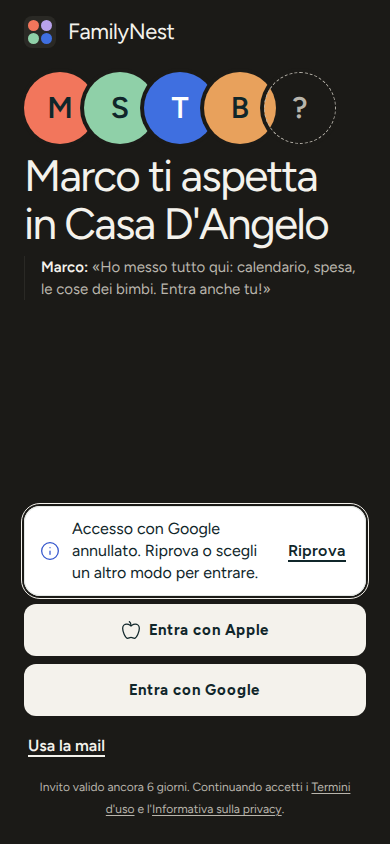 FamilyNest
M S T B ?
Marco ti aspetta
in Casa D'Angelo
Marco: «Ho messo tutto qui: calendario, spesa,
le cose dei bimbi. Entra anche tu!»
Accesso con Google
annullato. Riprova o scegli
un altro modo per entrare.
Riprova
Entra con Apple
Entra con Google
Usa la mail
Invito valido ancora 6 giorni. Continuando accetti i Termini
d'uso e l'Informativa sulla privacy.